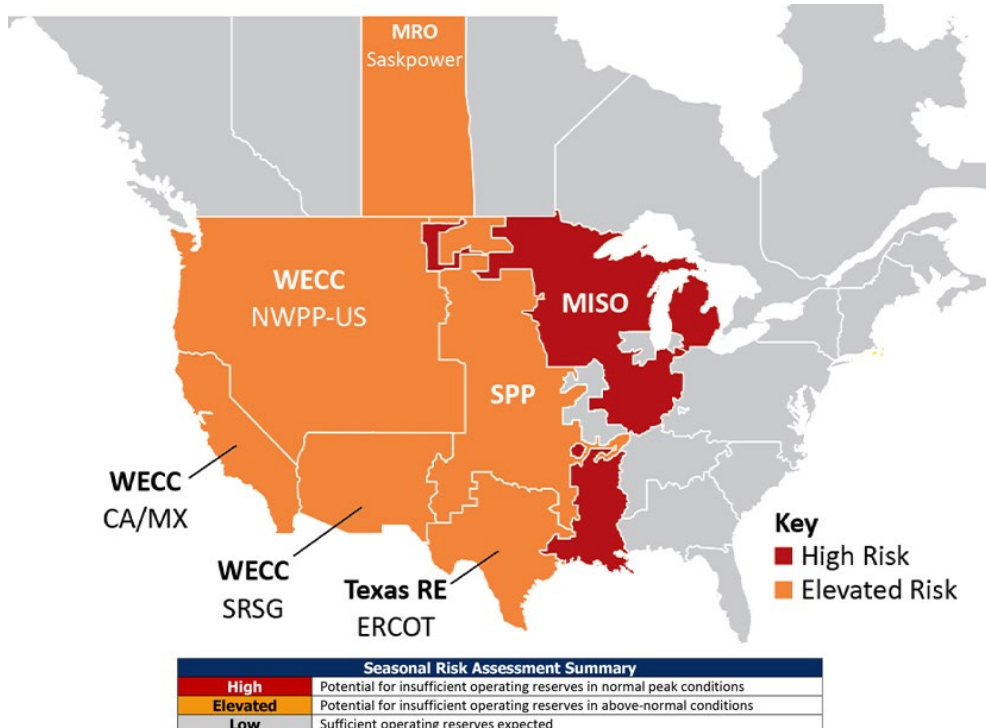 MRO
Saskpower
WECC
NWPP-US
MISO
SPP
WECC
CA/MX
WECC
SRSG
Texas RE
ERCOT
Key
High Risk
Elevated Risk
Seasonal Risk Assessment Summary
High Potential for insufficient operating reserves in normal peak conditions
Elevated Potential for insufficient operating reserves in above-normal conditions
Low Sufficient operating reserves expected